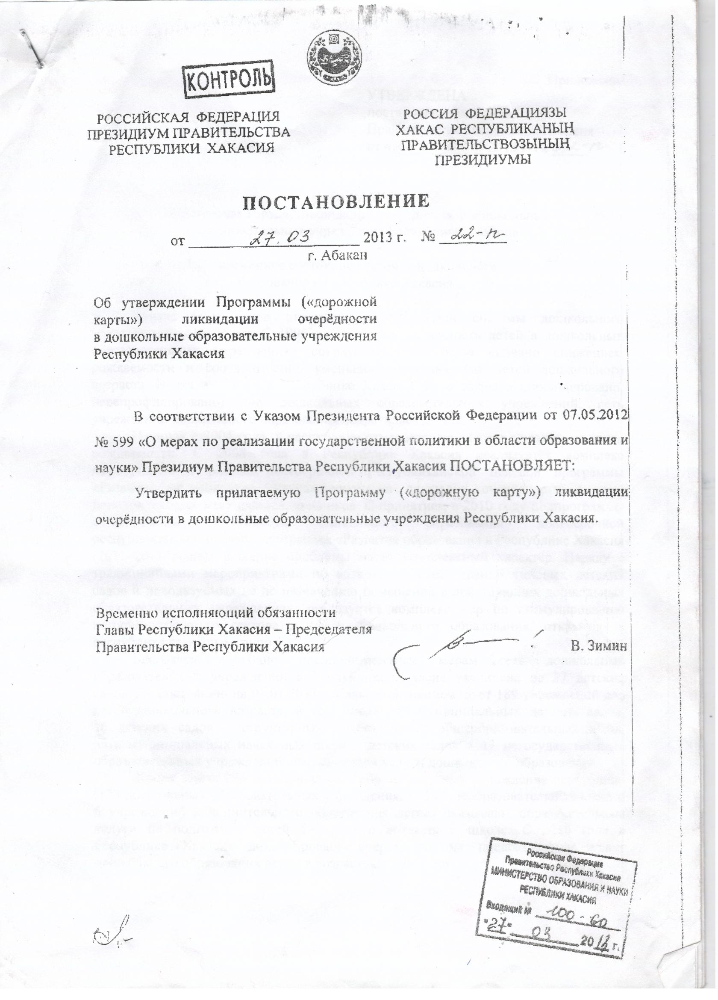 КОНТРОЛЬ
РОССИЙСКАЯ ФЕДЕРАЦИЯ
ПРЕЗИДИУМ ПРАВИТЕЛЬСТВА
РЕСПУБЛИКИ ХАКАСИЯ
РОССИЯ ФЕДЕРАЦИЯЗЫ
ХАКАС РЕСПУБЛИКАНЫҢ
ПРАВИТЕЛЬСТВОЗЫНЫҢ
ПРЕЗИДИУМЫ
ПОСТАНОВЛЕНИЕ
от 27.03 2013 г. № 22-п
г. Абакан
Об утверждении Программы («дорожной
карты») ликвидации очерёдности
в дошкольные образовательные учреждения
Республики Хакасия
В соответствии с Указом Президента Российской Федерации от 07.05.2012
№ 599 «О мерах по реализации государственной политики в области образования и
науки» Президиум Правительства Республики Хакасия ПОСТАНОВЛЯЕТ:
Утвердить прилагаемую Программу («дорожную карту») ликвидации
очерёдности в дошкольные образовательные учреждения Республики Хакасия.
Временно исполняющий обязанности
Главы Республики Хакасия – Председателя
Правительства Республики Хакасия В. Зимин
Российская Федерация
Правительство Республики Хакасия
МИНИСТЕРСТВО ОБРАЗОВАНИЯ И НАУКИ
РЕСПУБЛИКИ ХАКАСИЯ
Входящий № 100-60
"27" 03 2013 г.